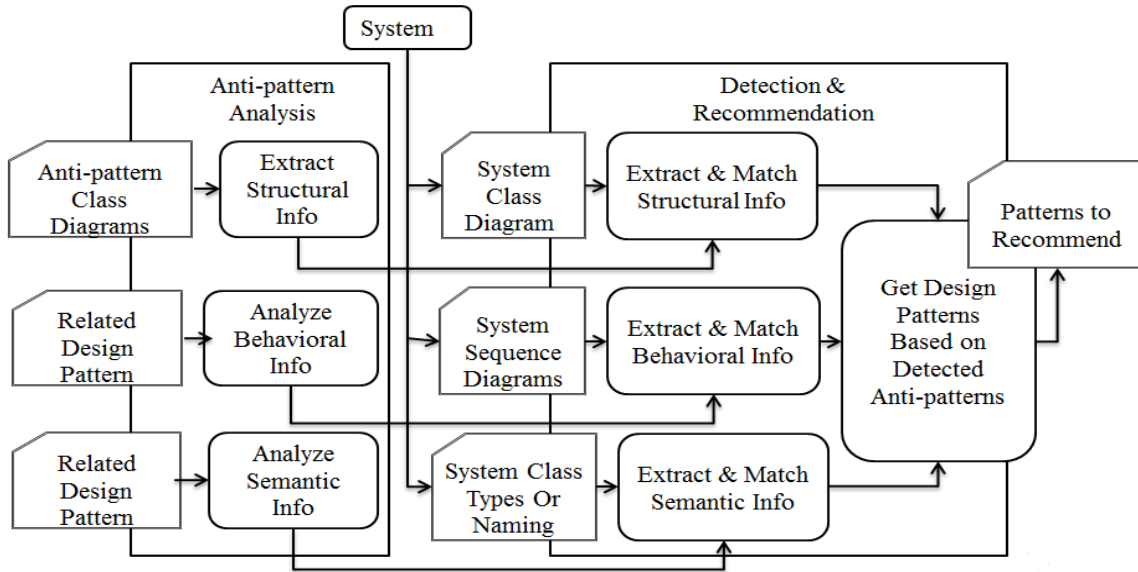 System
Anti-pattern
Analysis
Detection &
Recommendation
Anti-pattern
Class
Diagrams
Extract
Structural
Info
System
Class
Diagram
Extract & Match
Structural Info
Patterns to
Recommend
Related
Design
Pattern
Analyze
Behavioral
Info
System
Sequence
Diagrams
Extract & Match
Behavioral Info
Get Design
Patterns
Based on
Detected
Anti-patterns
Related
Design
Pattern
Analyze
Semantic
Info
System Class
Types Or
Naming
Extract & Match
Semantic Info